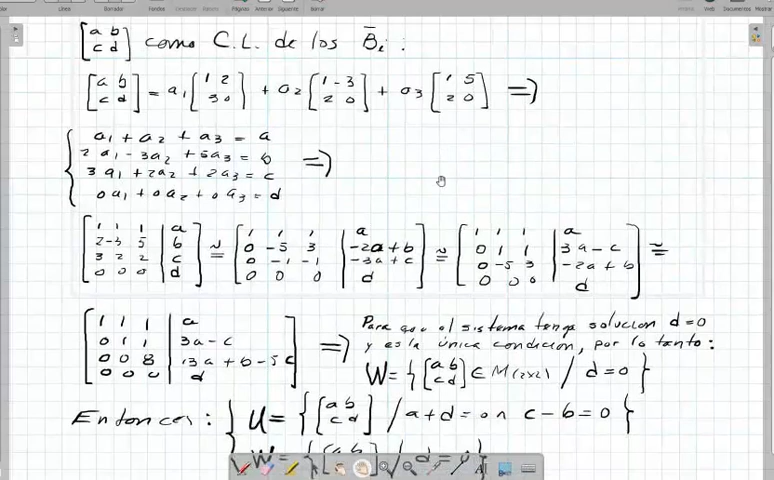 [a b c d] como C.L. de los B̄i :
[a b c d] = a1 [1 2 3 0] + a2 [1 -3 2 0] + a3 [1 5 2 0] =>
a1 + a2 + a3 = a
2a1 - 3a2 + 5a3 = b =>
3a1 + 2a2 + 2a3 = c
0a1 + 0a2 + 0a3 = d
1 1 1 | a 1 1 1 | a 1 1 1 | a
2 -3 5 | b ≅ 0 -5 3 | -2a + b ≅ 0 1 1 | 3a - c ≅
3 2 2 | c 0 -1 -1 | -3a + c 0 -5 3 | -2a + b
0 0 0 | d 0 0 0 | d 0 0 0 | d
1 1 1 | a Para que el sistema tenga solucion d=0
0 1 1 | 3a - c => y es la única condicion, por lo tanto :
0 0 8 | 13a + b - 5c W = { [a b c d] ∈ M(2x2) / d=0 }
0 0 0 | d
Entonces : { U = { [a b c d] / a+d=0 ∧ c-b=0 }
W = { [a b / d =